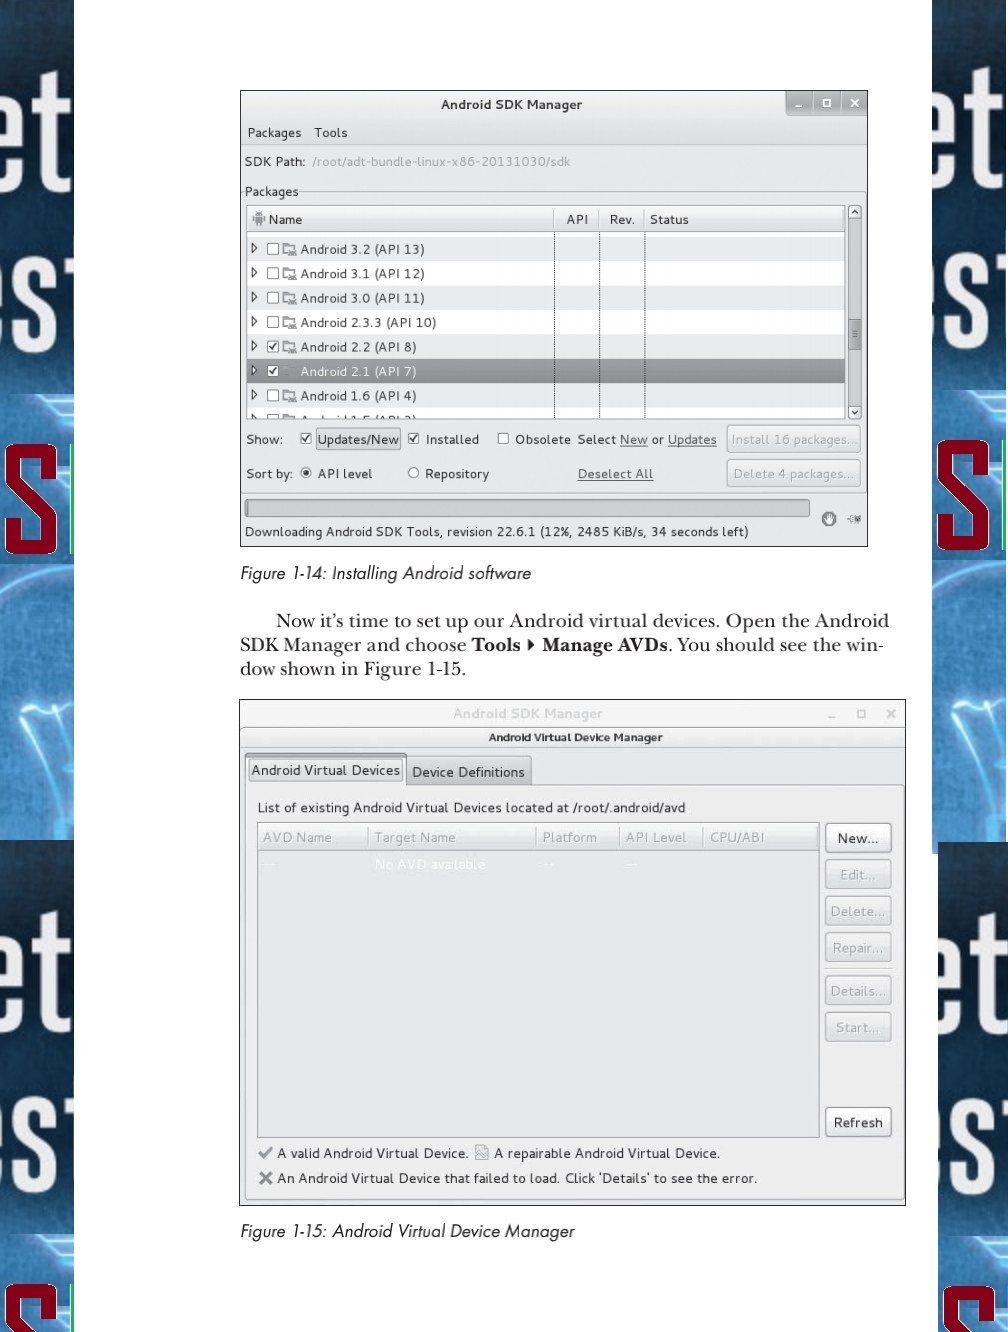 Android SDK Manager
Packages Tools
SDK Path: /root/adt-bundle-linux-x86-20131030/sdk
Packages
Name API Rev. Status
Android 3.2 (API 13)
Android 3.1 (API 12)
Android 3.0 (API 11)
Android 2.3.3 (API 10)
Android 2.2 (API 8)
Android 2.1 (API 7)
Android 1.6 (API 4)
Show: Updates/New Installed Obsolete Select New or Updates Install 16 packages...
Sort by: API level Repository Deselect All Delete 4 packages...
Downloading Android SDK Tools, revision 22.6.1 (12%, 2485 KiB/s, 34 seconds left)
Figure 1-14: Installing Android software
Now it’s time to set up our Android virtual devices. Open the Android
SDK Manager and choose Tools ▸ Manage AVDs. You should see the win-
dow shown in Figure 1-15.
Android SDK Manager
Android Virtual Device Manager
Android Virtual Devices Device Definitions
List of existing Android Virtual Devices located at /root/.android/avd
AVD Name Target Name Platform API Level CPU/ABI New...
-- No AVD available -- --
Edit...
Delete...
Repair...
Details...
Start...
Refresh
A valid Android Virtual Device. A repairable Android Virtual Device.
An Android Virtual Device that failed to load. Click 'Details' to see the error.
Figure 1-15: Android Virtual Device Manager